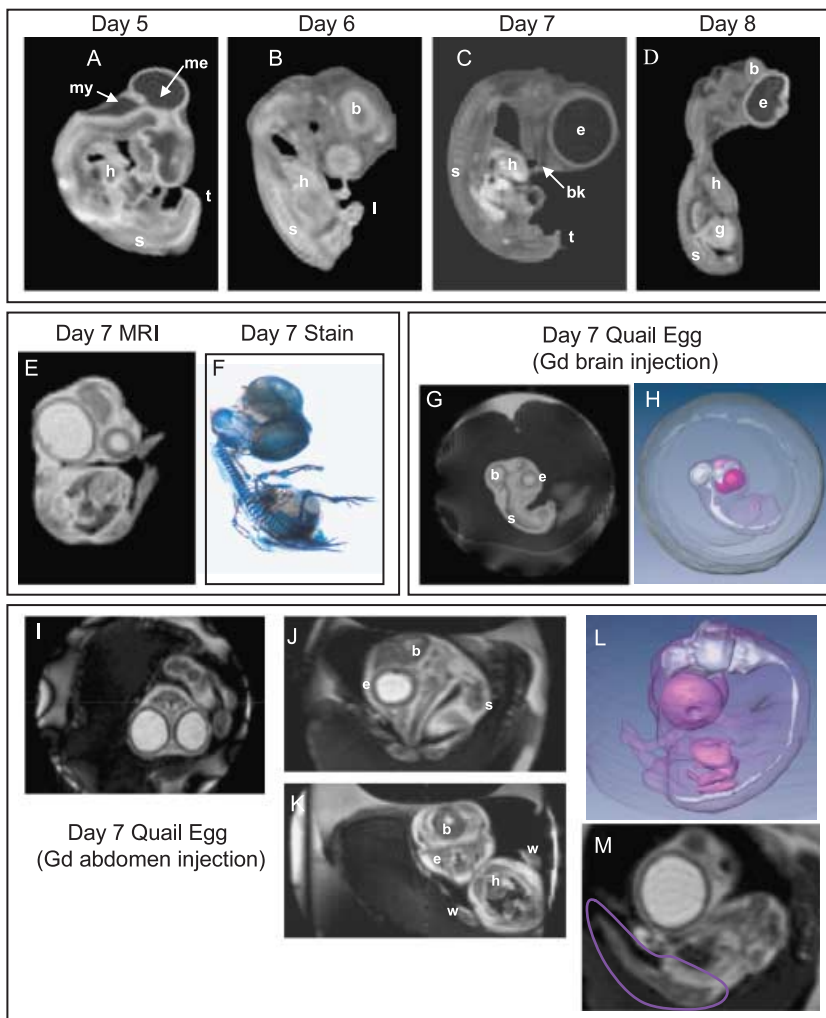 Day 5
Day 6
Day 7
Day 8
A
me
my
h
t
s
B
b
h
l
s
C
e
s
h
bk
t
D
b
e
h
g
s
Day 7 MRI
Day 7 Stain
E
F
Day 7 Quail Egg
(Gd brain injection)
G
b
e
s
H
I
Day 7 Quail Egg
(Gd abdomen injection)
J
b
e
s
K
b
e
w
h
w
L
M